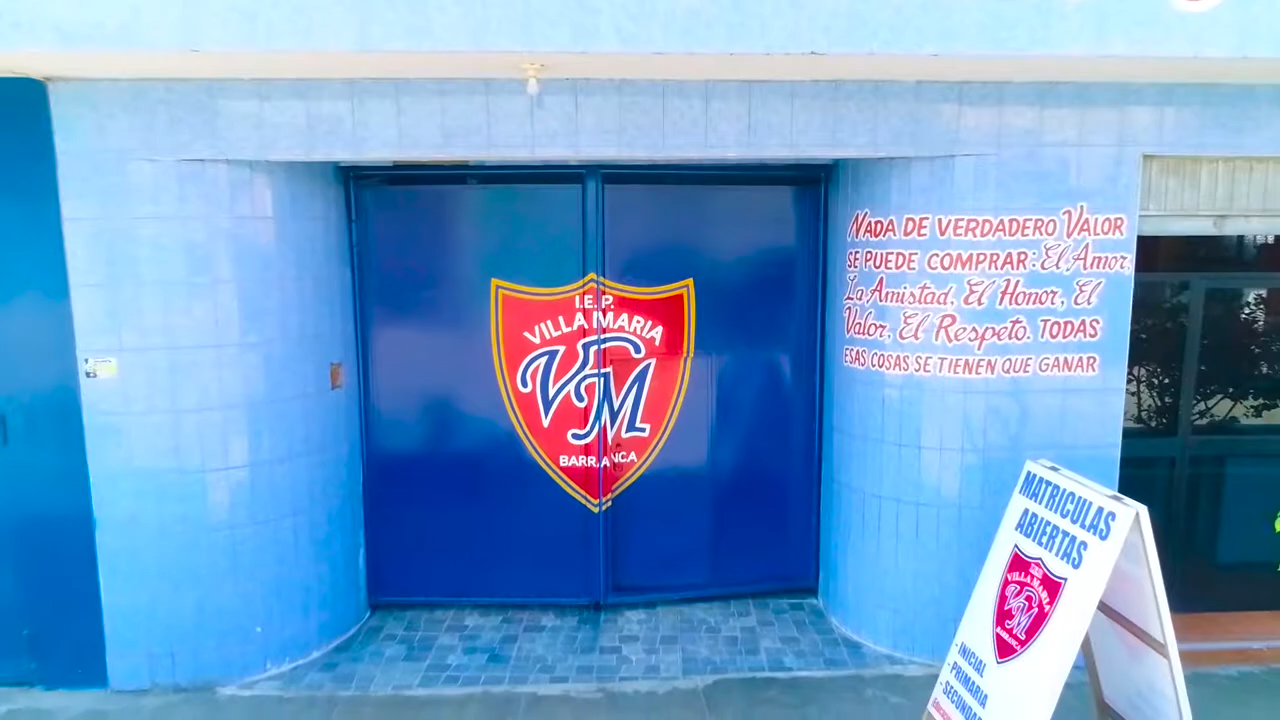 I.E.P.
VILLA MARIA
VM
BARRANCA
NADA DE VERDADERO VALOR
SE PUEDE COMPRAR: El Amor,
La Amistad, El Honor, El
Valor, El Respeto. TODAS
ESAS COSAS SE TIENEN QUE GANAR
MATRICULAS
ABIERTAS
VILLA MARIA
VM
BARRANCA
- INICIAL
- PRIMARIA